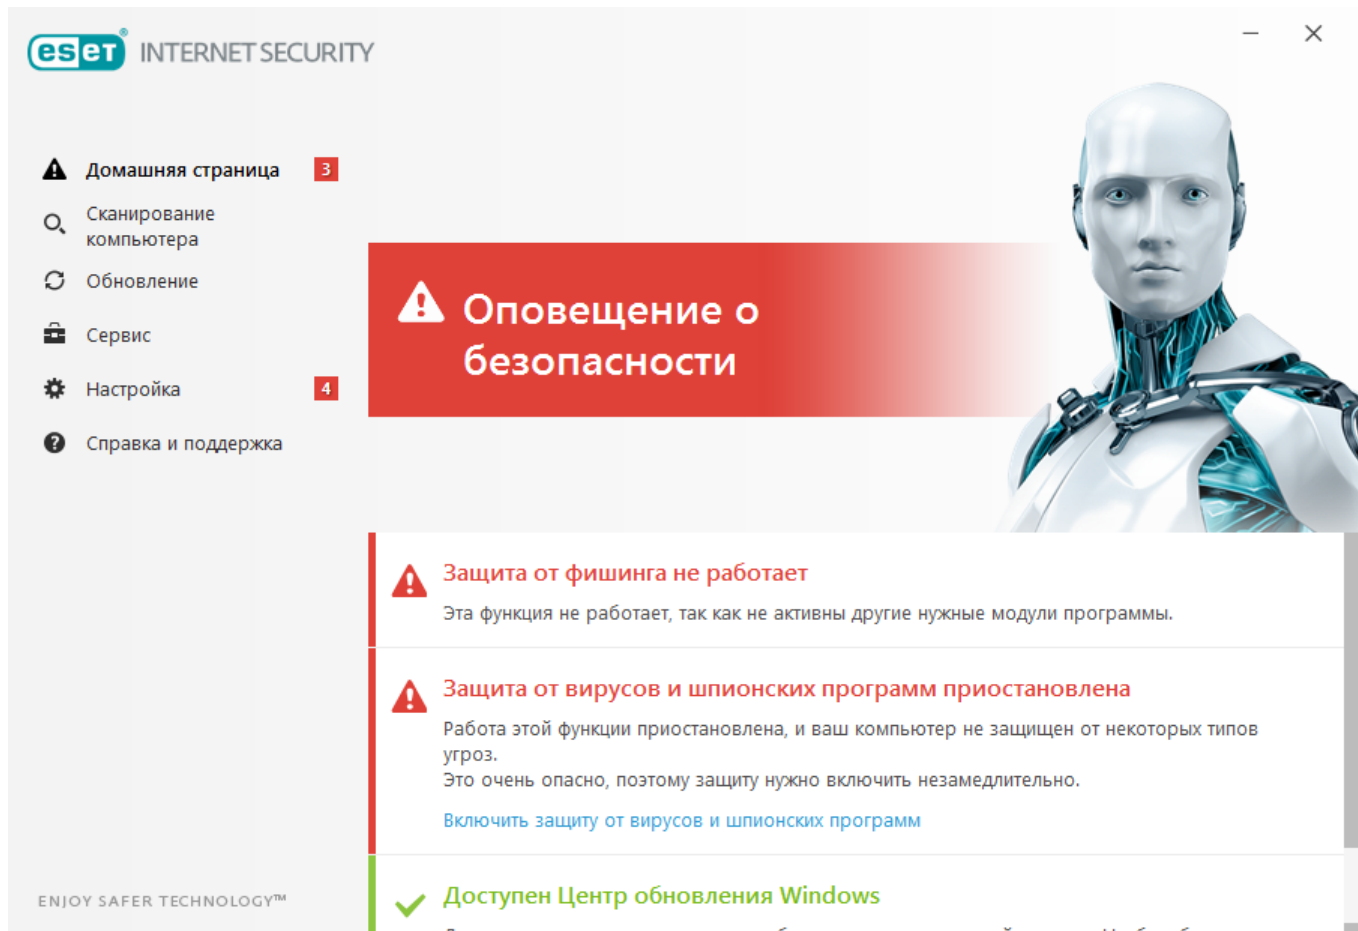 eset® INTERNET SECURITY
Домашняя страница 3
Сканирование
компьютера
Обновление
Сервис
Настройка 4
Справка и поддержка
Оповещение о
безопасности
Защита от фишинга не работает
Эта функция не работает, так как не активны другие нужные модули программы.
Защита от вирусов и шпионских программ приостановлена
Работа этой функции приостановлена, и ваш компьютер не защищен от некоторых типов
угроз.
Это очень опасно, поэтому защиту нужно включить незамедлительно.
Включить защиту от вирусов и шпионских программ
Доступен Центр обновления Windows
ENJOY SAFER TECHNOLOGY™